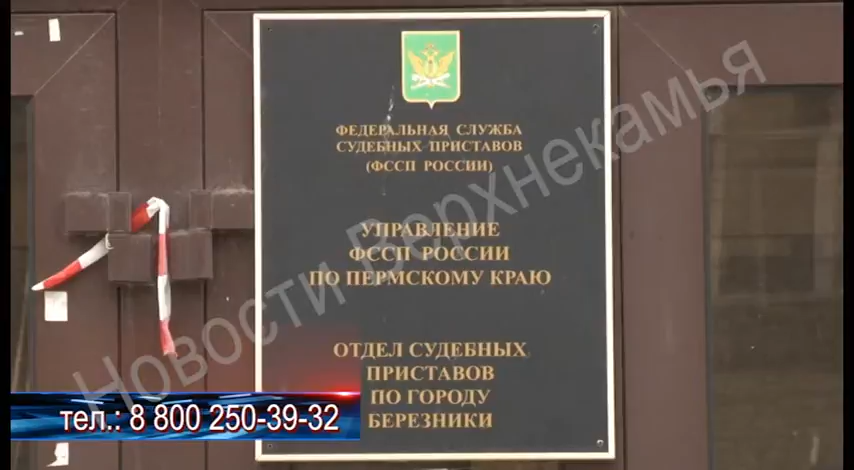 ФЕДЕРАЛЬНАЯ СЛУЖБА
СУДЕБНЫХ ПРИСТАВОВ
(ФССП РОССИИ)
УПРАВЛЕНИЕ
ФССП РОССИИ
ПО ПЕРМСКОМУ КРАЮ
ОТДЕЛ СУДЕБНЫХ
ПРИСТАВОВ
ПО ГОРОДУ
БЕРЕЗНИКИ
Новости Верхнекамья
тел.: 8 800 250-39-32